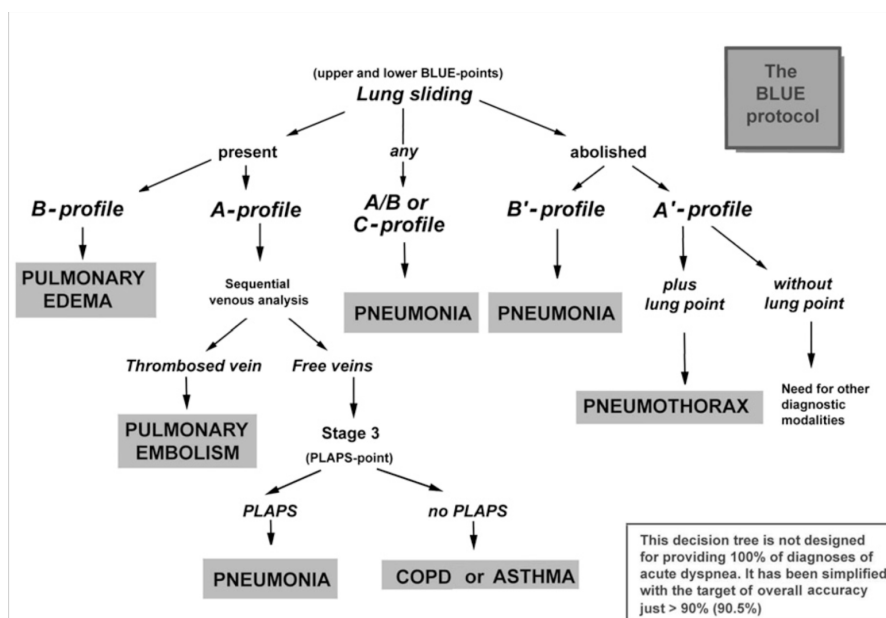 (upper and lower BLUE-points)
Lung sliding
The
BLUE
protocol
present
any
abolished
B-profile
A-profile
A/B or
C-profile
B'-profile
A'-profile
PULMONARY
EDEMA
Sequential
venous analysis
PNEUMONIA
PNEUMONIA
plus
lung point
without
lung point
Thrombosed vein
Free veins
PNEUMOTHORAX
Need for other
diagnostic
modalities
PULMONARY
EMBOLISM
Stage 3
(PLAPS-point)
PLAPS
no PLAPS
PNEUMONIA
COPD or ASTHMA
This decision tree is not designed
for providing 100% of diagnoses of
acute dyspnea. It has been simplified
with the target of overall accuracy
just > 90% (90.5%)